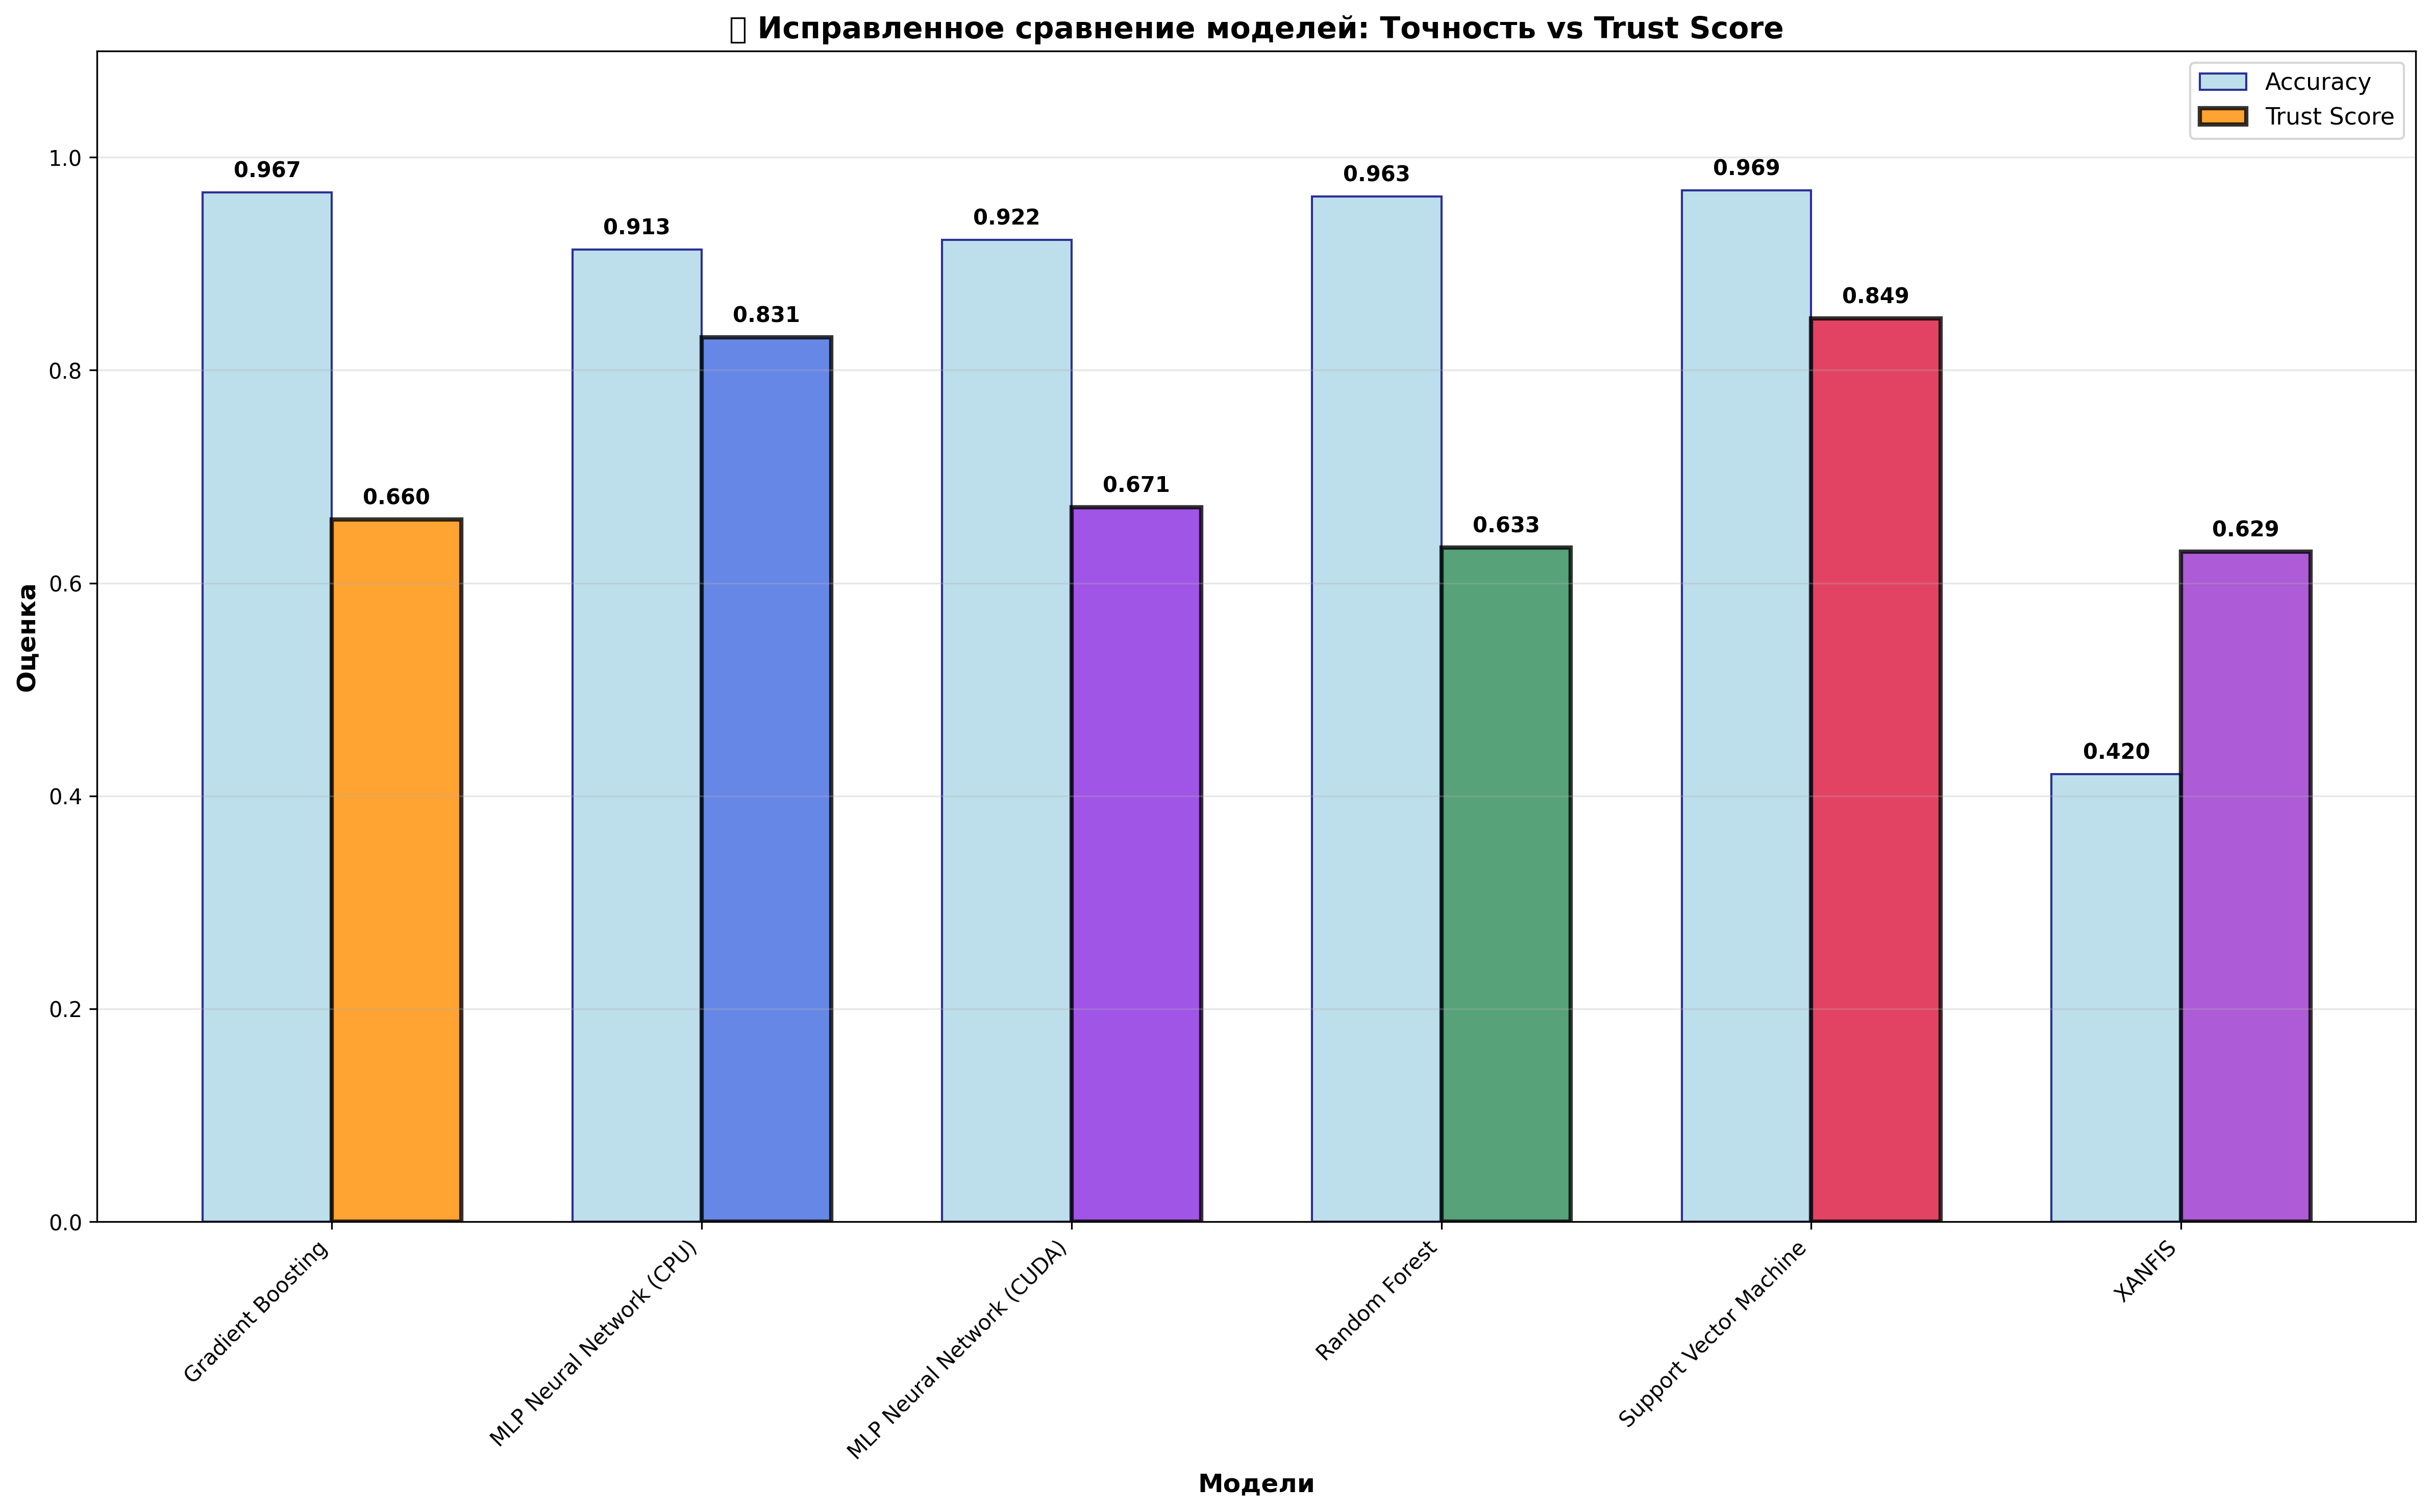 Исправленное сравнение моделей: Точность vs Trust Score
Accuracy
Trust Score
Оценка
1.0
0.8
0.6
0.4
0.2
0.0
0.967
0.660
0.913
0.831
0.922
0.671
0.963
0.633
0.969
0.849
0.420
0.629
Gradient Boosting
MLP Neural Network (CPU)
MLP Neural Network (CUDA)
Random Forest
Support Vector Machine
XANFIS
Модели